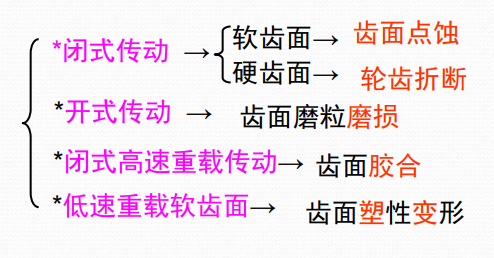 *闭式传动 → 软齿面→ 齿面点蚀
硬齿面→ 轮齿折断
*开式传动 → 齿面磨粒磨损
*闭式高速重载传动→ 齿面胶合
*低速重载软齿面→ 齿面塑性变形